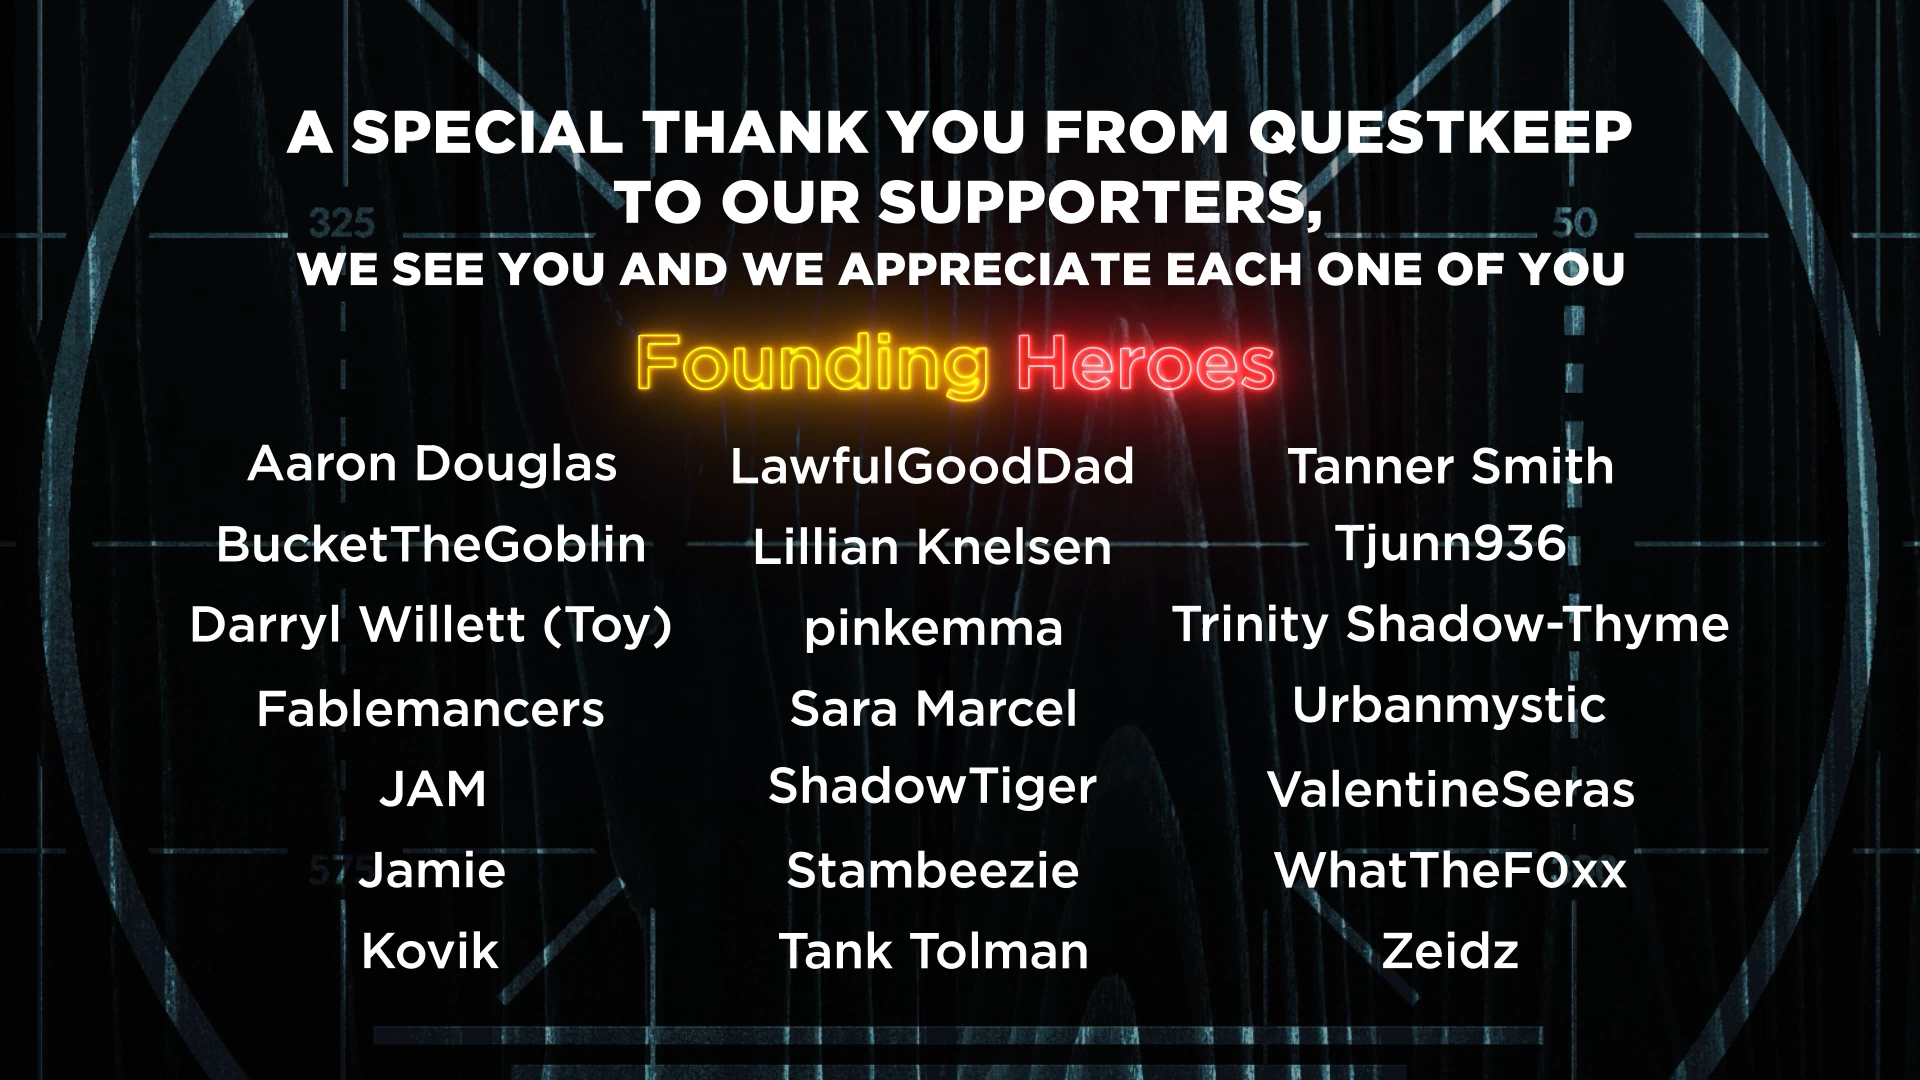 A SPECIAL THANK YOU FROM QUESTKEEP
TO OUR SUPPORTERS,
WE SEE YOU AND WE APPRECIATE EACH ONE OF YOU
325
50
Founding Heroes
Aaron Douglas
BucketTheGoblin
Darryl Willett (Toy)
Fablemancers
JAM
Jamie
Kovik
LawfulGoodDad
Lillian Knelsen
pinkemma
Sara Marcel
ShadowTiger
Stambeezie
Tank Tolman
Tanner Smith
Tjunn936
Trinity Shadow-Thyme
Urbanmystic
ValentineSeras
WhatTheF0xx
Zeidz